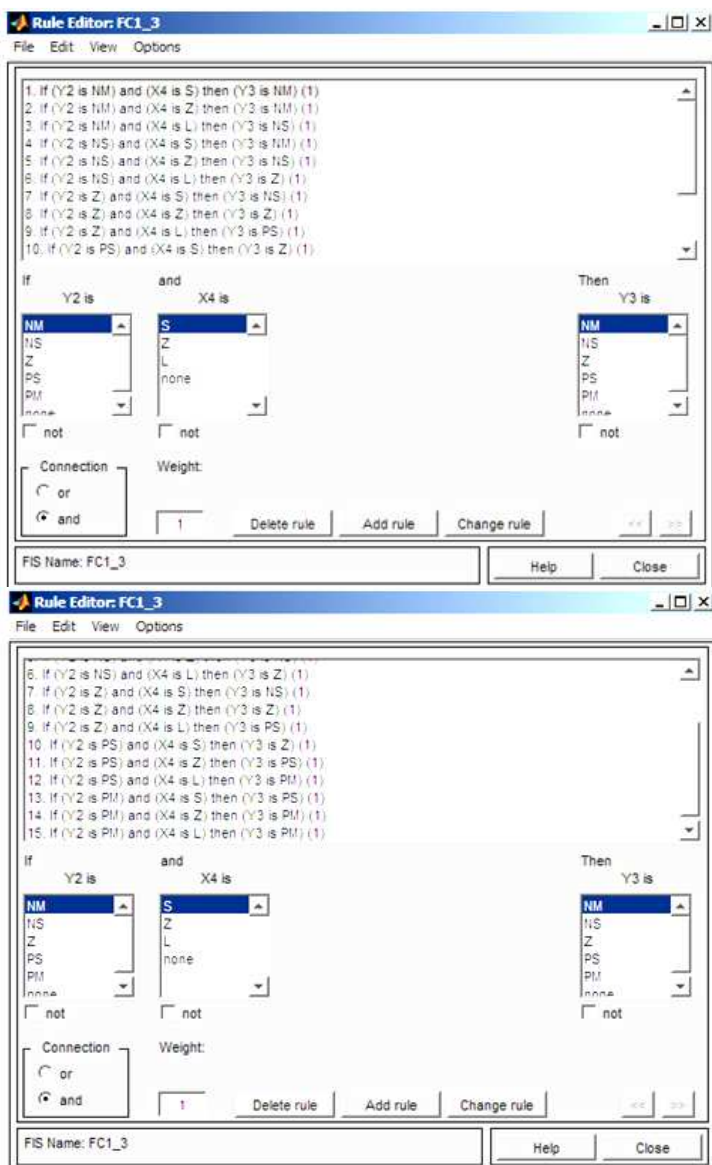 Rule Editor: FC1_3
File Edit View Options
1. If (Y2 is NM) and (X4 is S) then (Y3 is NM) (1)
2. If (Y2 is NM) and (X4 is Z) then (Y3 is NM) (1)
3. If (Y2 is NM) and (X4 is L) then (Y3 is NS) (1)
4. If (Y2 is NS) and (X4 is S) then (Y3 is NM) (1)
5. If (Y2 is NS) and (X4 is Z) then (Y3 is NS) (1)
6. If (Y2 is NS) and (X4 is L) then (Y3 is Z) (1)
7. If (Y2 is Z) and (X4 is S) then (Y3 is NS) (1)
8. If (Y2 is Z) and (X4 is Z) then (Y3 is Z) (1)
9. If (Y2 is Z) and (X4 is L) then (Y3 is PS) (1)
10. If (Y2 is PS) and (X4 is S) then (Y3 is Z) (1)
If and Then
Y2 is X4 is Y3 is
NM S NM
NS Z NS
Z L Z
PS none PS
PM PM
none none
not not not
Connection Weight:
or
and 1 Delete rule Add rule Change rule << >>
FIS Name: FC1_3 Help Close
Rule Editor: FC1_3
File Edit View Options
5. If (Y2 is NS) and (X4 is Z) then (Y3 is NS) (1)
6. If (Y2 is NS) and (X4 is L) then (Y3 is Z) (1)
7. If (Y2 is Z) and (X4 is S) then (Y3 is NS) (1)
8. If (Y2 is Z) and (X4 is Z) then (Y3 is Z) (1)
9. If (Y2 is Z) and (X4 is L) then (Y3 is PS) (1)
10. If (Y2 is PS) and (X4 is S) then (Y3 is Z) (1)
11. If (Y2 is PS) and (X4 is Z) then (Y3 is PS) (1)
12. If (Y2 is PS) and (X4 is L) then (Y3 is PM) (1)
13. If (Y2 is PM) and (X4 is S) then (Y3 is PS) (1)
14. If (Y2 is PM) and (X4 is Z) then (Y3 is PM) (1)
15. If (Y2 is PM) and (X4 is L) then (Y3 is PM) (1)
If and Then
Y2 is X4 is Y3 is
NM S NM
NS Z NS
Z L Z
PS none PS
PM PM
none none
not not not
Connection Weight:
or
and 1 Delete rule Add rule Change rule << >>
FIS Name: FC1_3 Help Close